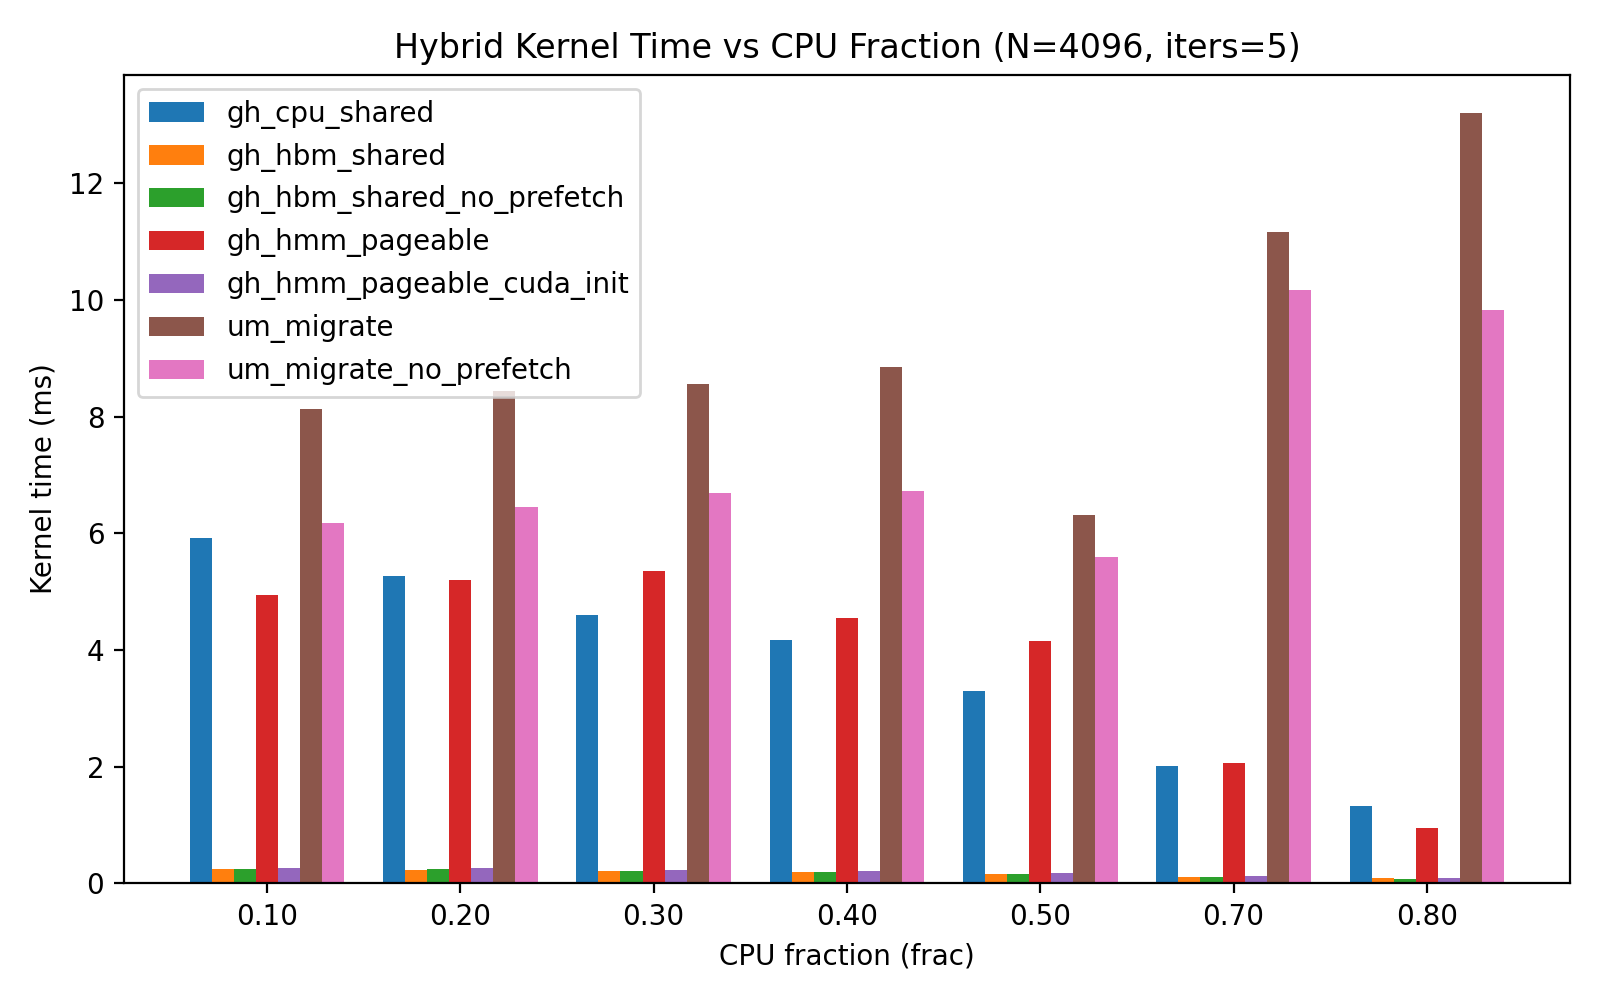 Hybrid Kernel Time vs CPU Fraction (N=4096, iters=5)
gh_cpu_shared
gh_hbm_shared
gh_hbm_shared_no_prefetch
gh_hmm_pageable
gh_hmm_pageable_cuda_init
um_migrate
um_migrate_no_prefetch
Kernel time (ms)
12
10
8
6
4
2
0
0.10 0.20 0.30 0.40 0.50 0.70 0.80
CPU fraction (frac)